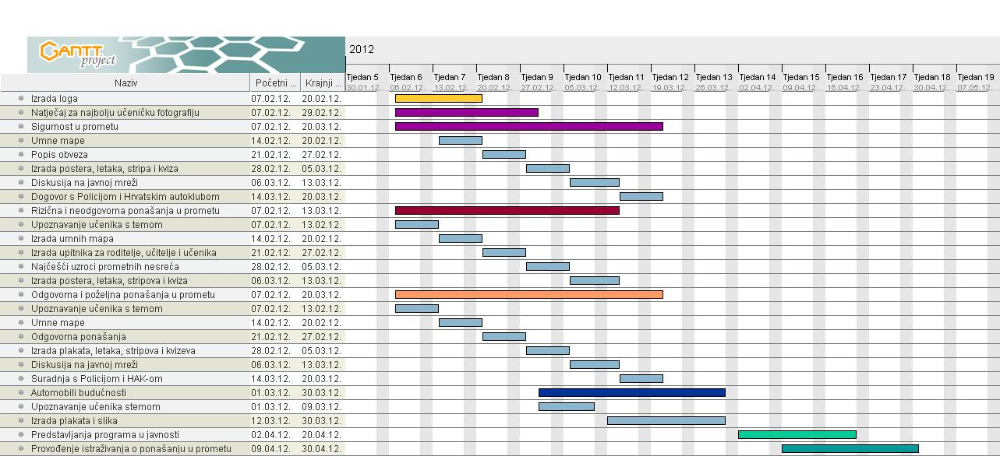 GANTT project
2012
Naziv Početni ... Krajnji ... Tjedan 5 Tjedan 6 Tjedan 7 Tjedan 8 Tjedan 9 Tjedan 10 Tjedan 11 Tjedan 12 Tjedan 13 Tjedan 14 Tjedan 15 Tjedan 16 Tjedan 17 Tjedan 18 Tjedan 19
30.01.12. 06.02.12. 13.02.12. 20.02.12. 27.02.12. 05.03.12. 12.03.12. 19.03.12. 26.03.12. 02.04.12. 09.04.12. 16.04.12. 23.04.12. 30.04.12. 07.05.12.
Izrada loga 07.02.12. 20.02.12.
Natječaj za najbolju učeničku fotografiju 07.02.12. 29.02.12.
Sigurnost u prometu 07.02.12. 20.03.12.
Umne mape 14.02.12. 20.02.12.
Popis obveza 21.02.12. 27.02.12.
Izrada postera, letaka, stripa i kviza 28.02.12. 05.03.12.
Diskusija na javnoj mreži 06.03.12. 13.03.12.
Dogovor s Policijom i Hrvatskim autoklubom 14.03.12. 20.03.12.
Rizična i neodgovorna ponašanja u prometu 07.02.12. 13.03.12.
Upoznavanje učenika s temom 07.02.12. 13.02.12.
Izrada umnih mapa 14.02.12. 20.02.12.
Izrada upitnika za roditelje, učitelje i učenika 21.02.12. 27.02.12.
Najčešći uzroci prometnih nesreća 28.02.12. 05.03.12.
Izrada postera, letaka, stripova i kviza 06.03.12. 13.03.12.
Odgovorna i poželjna ponašanja u prometu 07.02.12. 20.03.12.
Upoznavanje učenika s temom 07.02.12. 13.02.12.
Umne mape 14.02.12. 20.02.12.
Odgovorna ponašanja 21.02.12. 27.02.12.
Izrada plakata, letaka, stripova i kvizeva 28.02.12. 05.03.12.
Diskusija na javnoj mreži 06.03.12. 13.03.12.
Suradnja s Policijom i HAK-om 14.03.12. 20.03.12.
Automobili budućnosti 01.03.12. 30.03.12.
Upoznavanje učenika stemom 01.03.12. 09.03.12.
Izrada plakata i slika 12.03.12. 30.03.12.
Predstavljanja programa u javnosti 02.04.12. 20.04.12.
Provođenje istraživanja o ponašanju u prometu 09.04.12. 30.04.12.